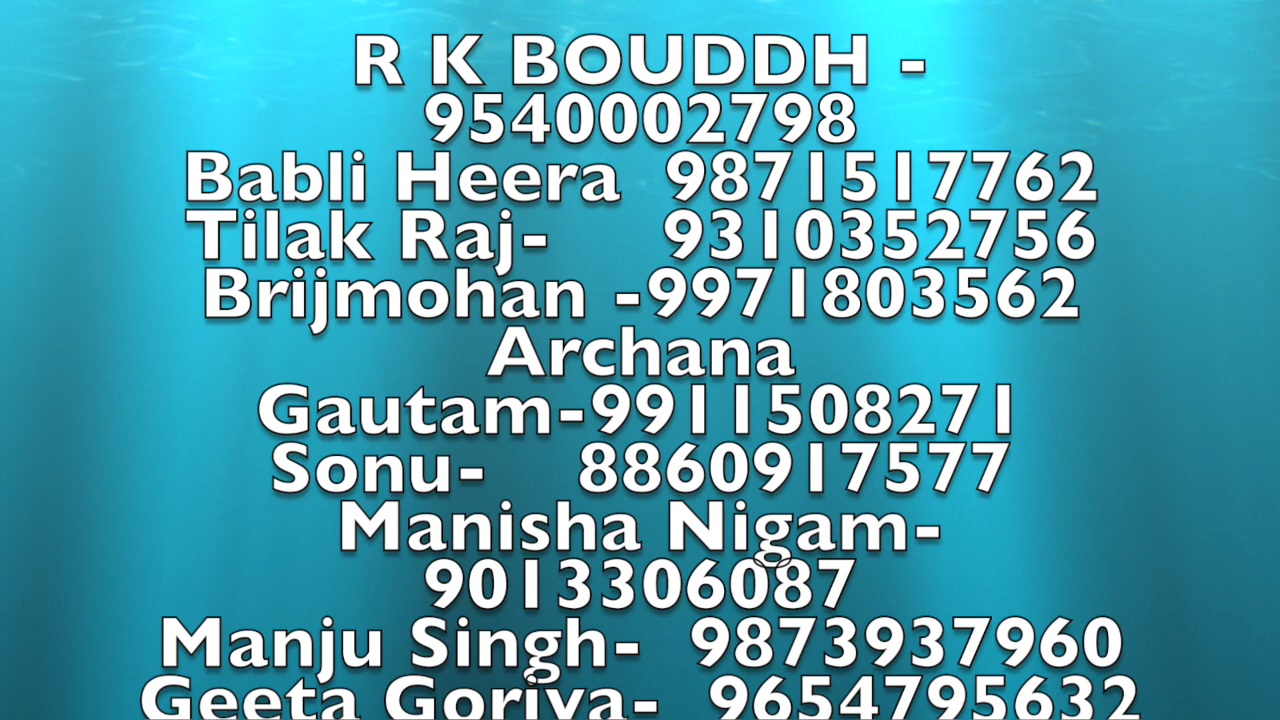 R K BOUDDH -
9540002798
Babli Heera 9871517762
Tilak Raj- 9310352756
Brijmohan -9971803562
Archana
Gautam-9911508271
Sonu- 8860917577
Manisha Nigam-
9013306087
Manju Singh- 9873937960
Geeta Goriya- 9654795632